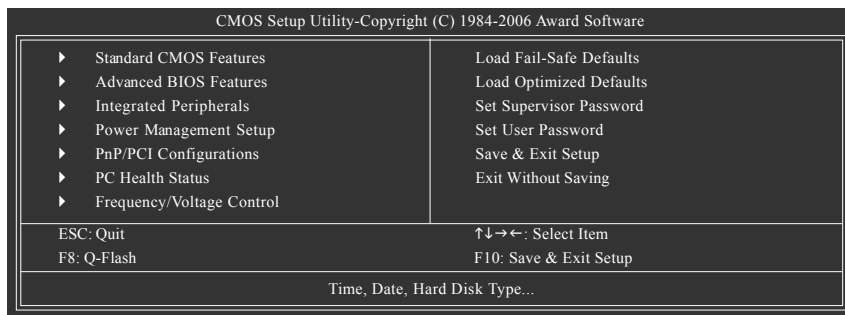 CMOS Setup Utility-Copyright (C) 1984-2006 Award Software
Standard CMOS Features
Advanced BIOS Features
Integrated Peripherals
Power Management Setup
PnP/PCI Configurations
PC Health Status
Frequency/Voltage Control
Load Fail-Safe Defaults
Load Optimized Defaults
Set Supervisor Password
Set User Password
Save & Exit Setup
Exit Without Saving
ESC: Quit
F8: Q-Flash
↑↓→←: Select Item
F10: Save & Exit Setup
Time, Date, Hard Disk Type...